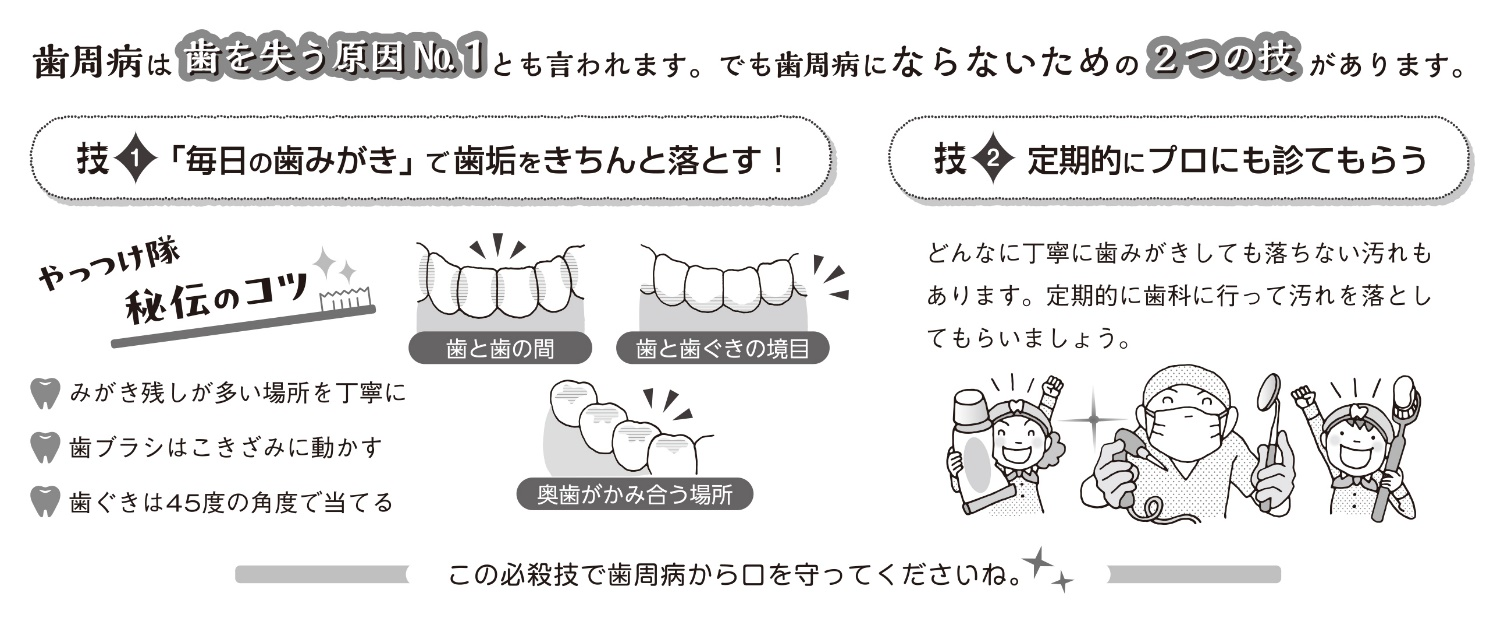 歯周病は歯を失う原因No.1とも言われます。でも歯周病にならないための2つの技があります。
技1「毎日の歯みがき」で歯垢をきちんと落とす！
やっつけ隊
秘伝のコツ
歯と歯の間
歯と歯ぐきの境目
みがき残しが多い場所を丁寧に
歯ブラシはこきざみに動かす
歯ぐきは45度の角度で当てる
奥歯がかみ合う場所
技2 定期的にプロにも診てもらう
どんなに丁寧に歯みがきしても落ちない汚れも
あります。定期的に歯科に行って汚れを落とし
てもらいましょう。
この必殺技で歯周病から口を守ってくださいね。